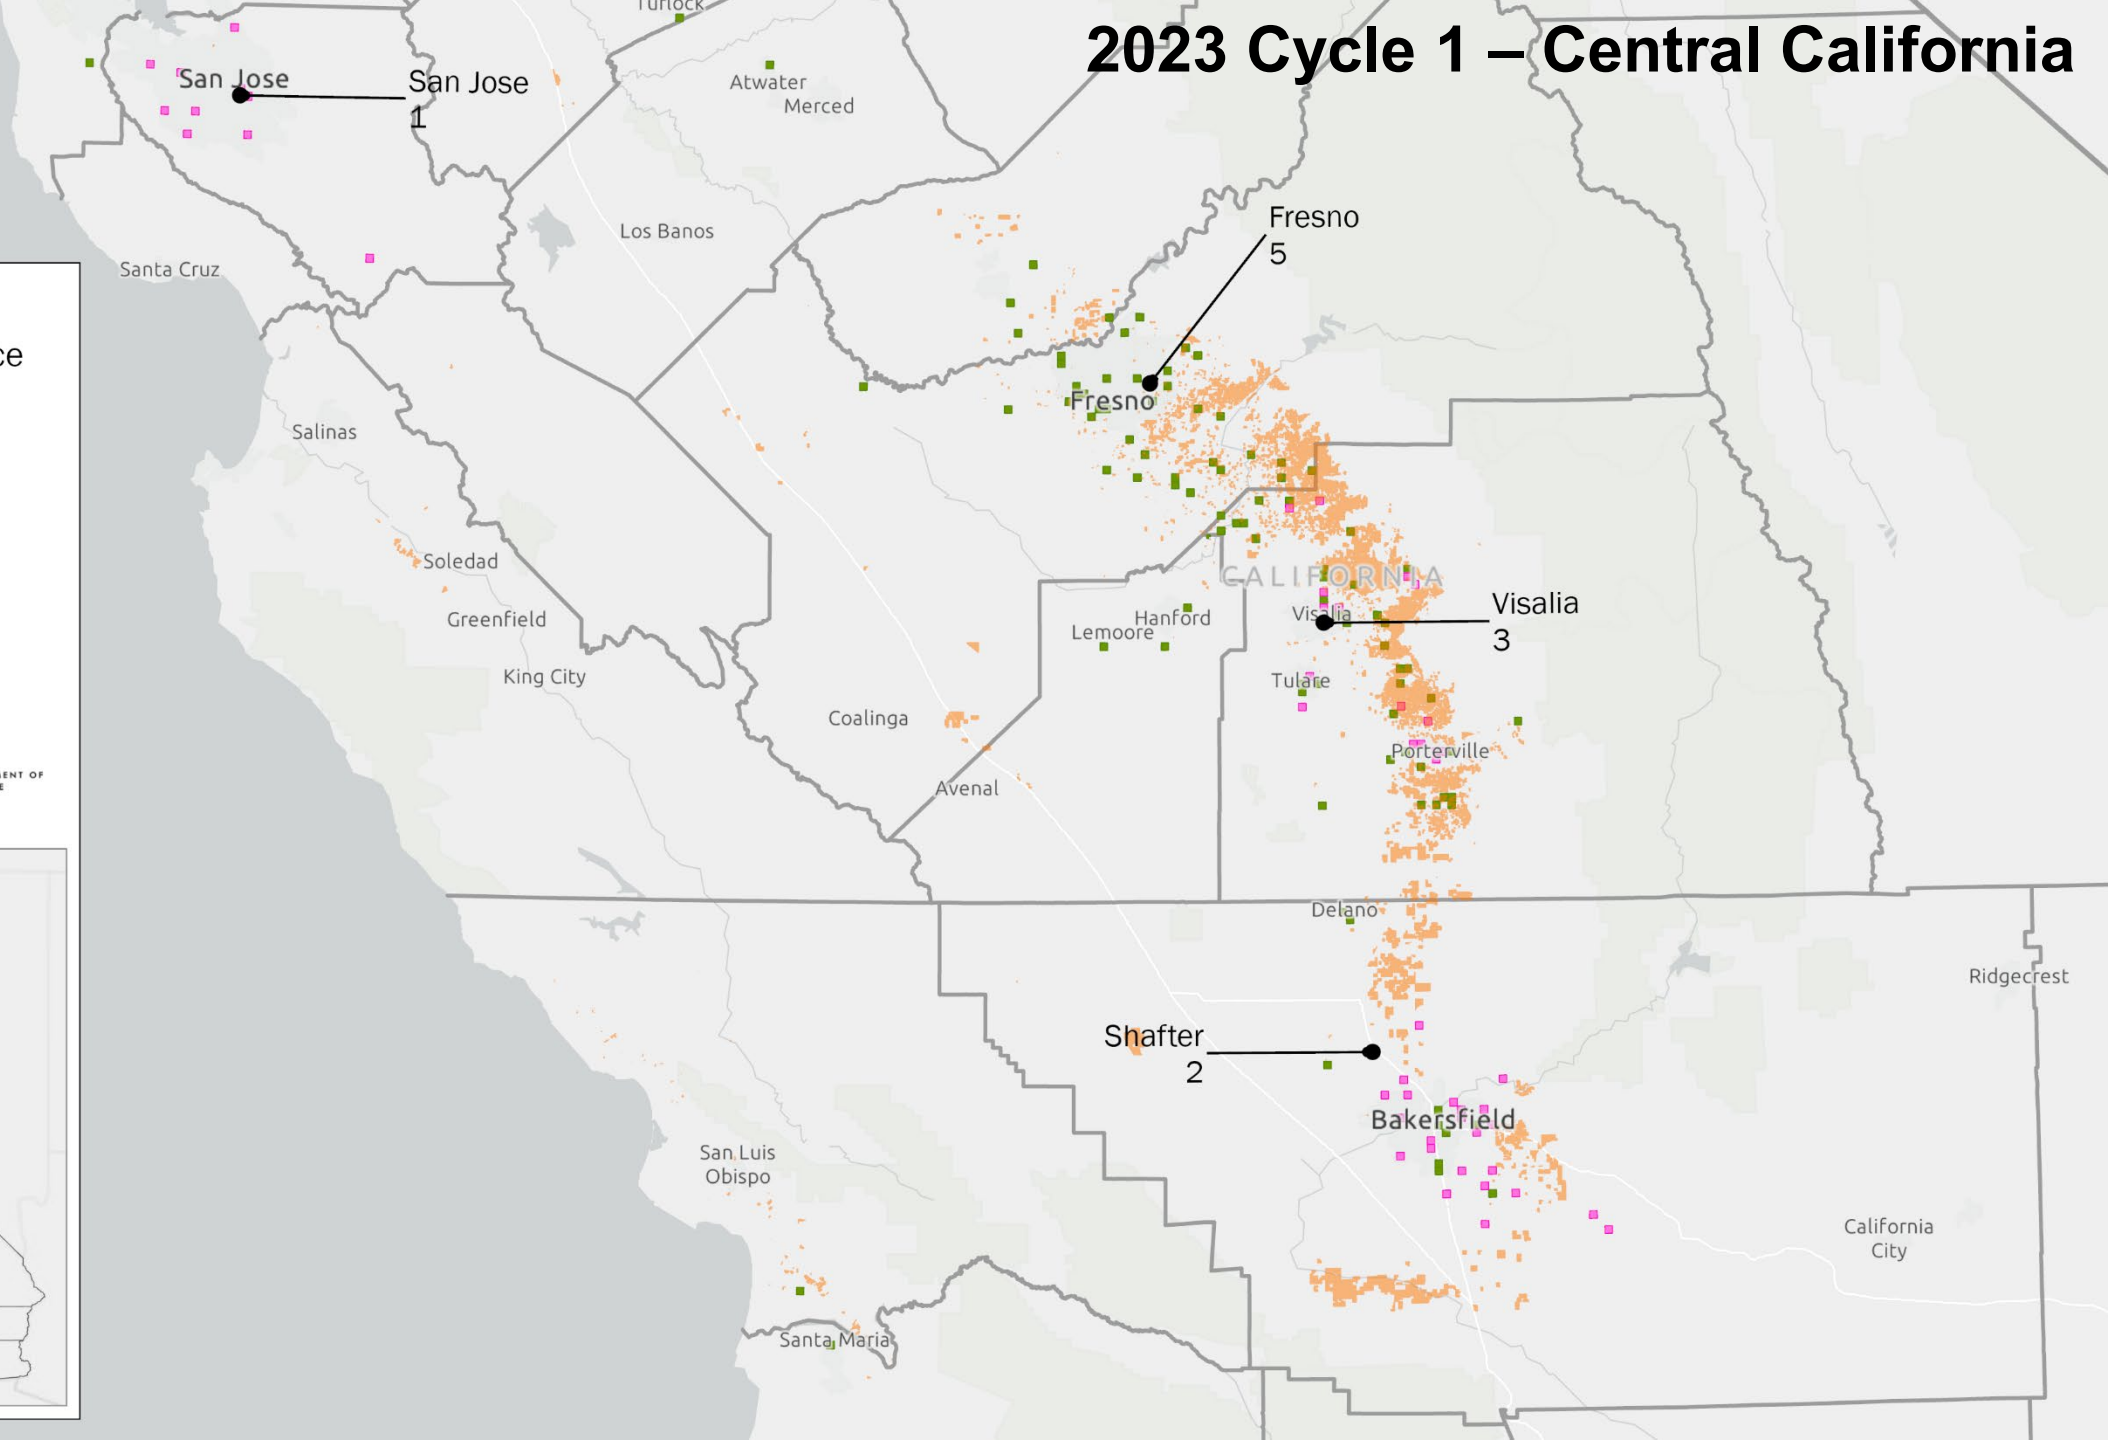 Turlock
2023 Cycle 1 – Central California
San Jose
San Jose
1
Atwater
Merced
Fresno
5
Los Banos
Santa Cruz
ce
Fresno
Salinas
Soledad
CALIFORNIA
Visalia
3
Visalia
Hanford
Lemoore
Greenfield
King City
Tulare
Coalinga
Porterville
ENT OF
E
Avenal
Delano
Ridgecrest
Shafter
2
Bakersfield
San Luis
Obispo
California
City
Santa Maria